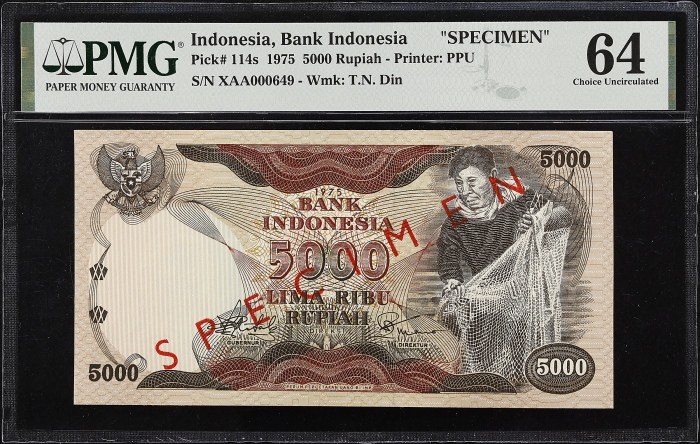 PMG
PAPER MONEY GUARANTY
Indonesia, Bank Indonesia "SPECIMEN"
Pick# 114s 1975 5000 Rupiah - Printer: PPU
S/N XAA000649 - Wmk: T.N. Din
64
Choice Uncirculated
5000
1975
BANK
INDONESIA
5000
LIMA RIBU
RUPIAH
SPECIMEN
GUBERNUR
DIREKTUR
5000
5000